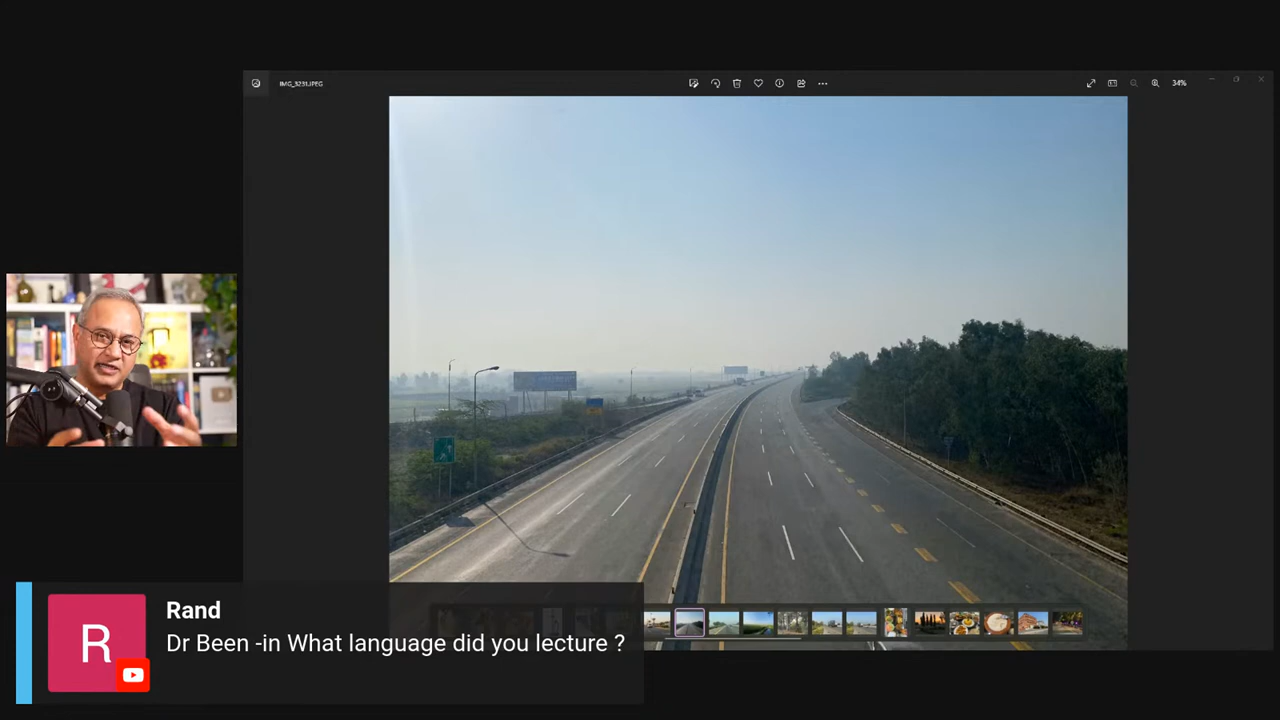 IMG_3231.JPEG
34%
Rand
R
Dr Been -in What language did you lecture ?